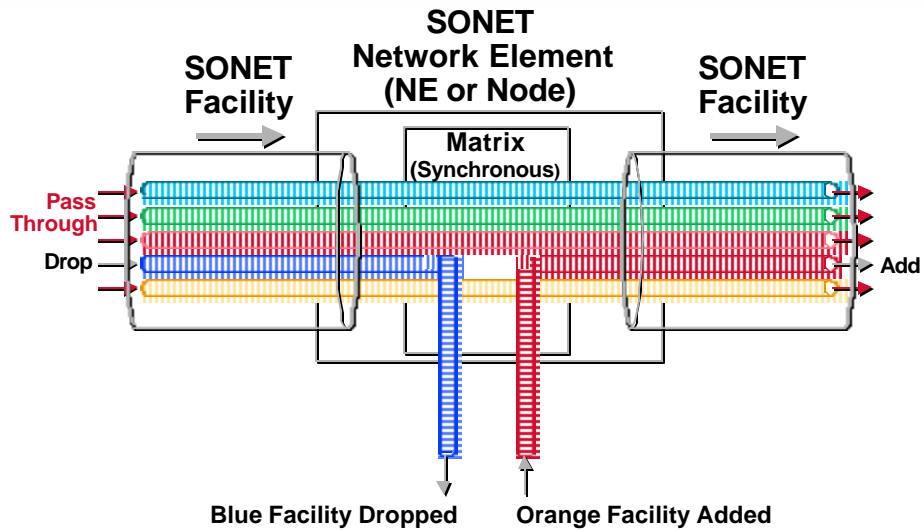 SONET
Network Element
(NE or Node)
SONET
Facility
SONET
Facility
Matrix
(Synchronous)
Pass
Through
Drop
Add
Blue Facility Dropped
Orange Facility Added